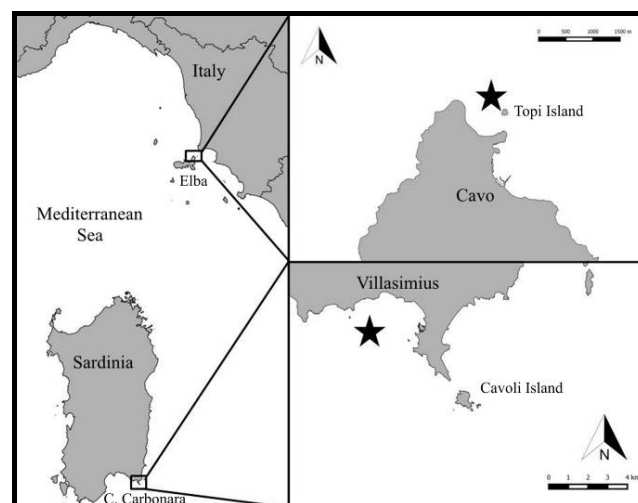 Italy
Elba
Mediterranean
Sea
Sardinia
C. Carbonara
N
0 500 1000 1500 m
Topi Island
Cavo
Villasimius
Cavoli Island
N
0 1 2 3 4 km